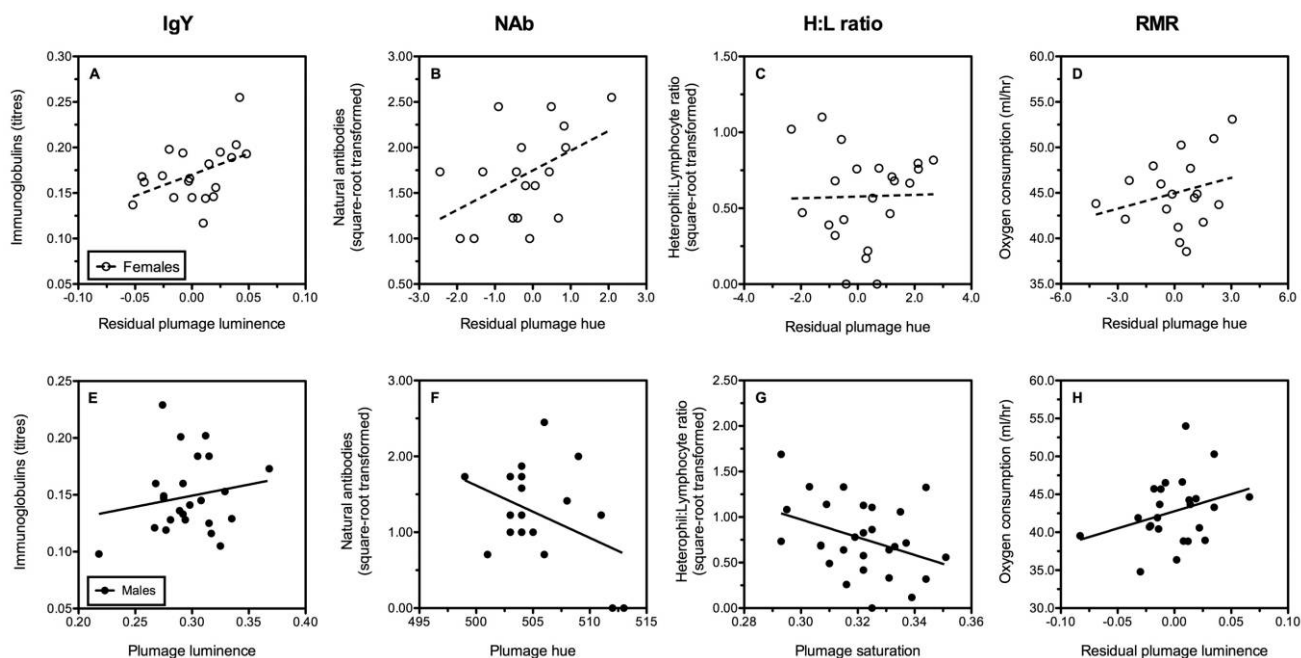 IgY
NAb
H:L ratio
RMR
A
Immunoglobulins (titres)
0.30
0.25
0.20
0.15
0.10
0.05
Females
-0.10
-0.05
0.00
0.05
0.10
Residual plumage luminence
B
Natural antibodies
(square-root transformed)
3.00
2.50
2.00
1.50
1.00
0.50
-3.0
-2.0
-1.0
0.0
1.0
2.0
3.0
Residual plumage hue
C
Heterophil:Lymphocyte ratio
(square-root transformed)
1.50
1.00
0.50
0.00
-4.0
-2.0
0.0
2.0
4.0
Residual plumage hue
D
Oxygen consumption (ml/hr)
60.0
55.0
50.0
45.0
40.0
35.0
-6.0
-3.0
0.0
3.0
6.0
Residual plumage hue
E
Immunoglobulins (titres)
0.25
0.20
0.15
0.10
0.05
Males
0.20
0.25
0.30
0.35
0.40
Plumage luminence
F
Natural antibodies
(square-root transformed)
3.00
2.00
1.00
0.00
495
500
505
510
515
Plumage hue
G
Heterophil:Lymphocyte ratio
(square-root transformed)
2.50
2.00
1.50
1.00
0.50
0.00
0.28
0.30
0.32
0.34
0.36
Plumage saturation
H
Oxygen consumption (ml/hr)
60.0
55.0
50.0
45.0
40.0
35.0
30.0
-0.10
-0.05
0.00
0.05
0.10
Residual plumage luminence